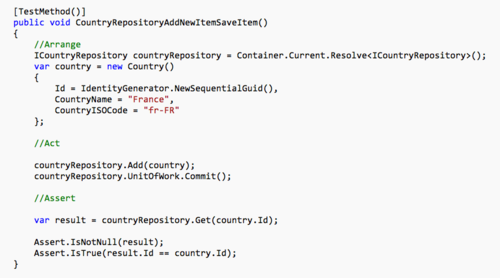 [TestMethod()]
public void CountryRepositoryAddNewItemSaveItem()
{
    //Arrange
    ICountryRepository countryRepository = Container.Current.Resolve<ICountryRepository>();
    var country = new Country()
    {
        Id = IdentityGenerator.NewSequentialGuid(),
        CountryName = "France",
        CountryISOCode = "fr-FR"
    };
    //Act
    countryRepository.Add(country);
    countryRepository.UnitOfWork.Commit();
    //Assert
    var result = countryRepository.Get(country.Id);
    Assert.IsNotNull(result);
    Assert.IsTrue(result.Id == country.Id);
}